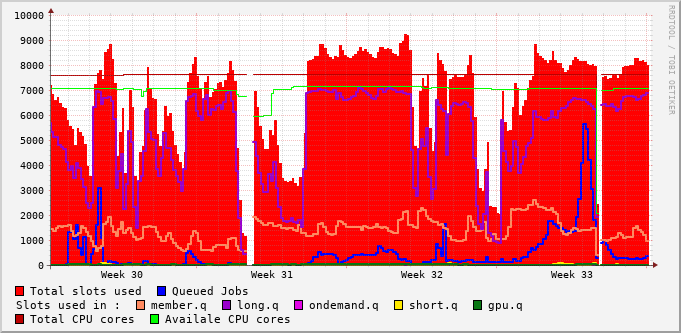 RRDTOOL / TOBI OETIKER
10000
9000
8000
7000
6000
5000
4000
3000
2000
1000
0
Week 30 Week 31 Week 32 Week 33
Total slots used Queued Jobs
Slots used in : member.q long.q ondemand.q short.q gpu.q
Total CPU cores Availale CPU cores